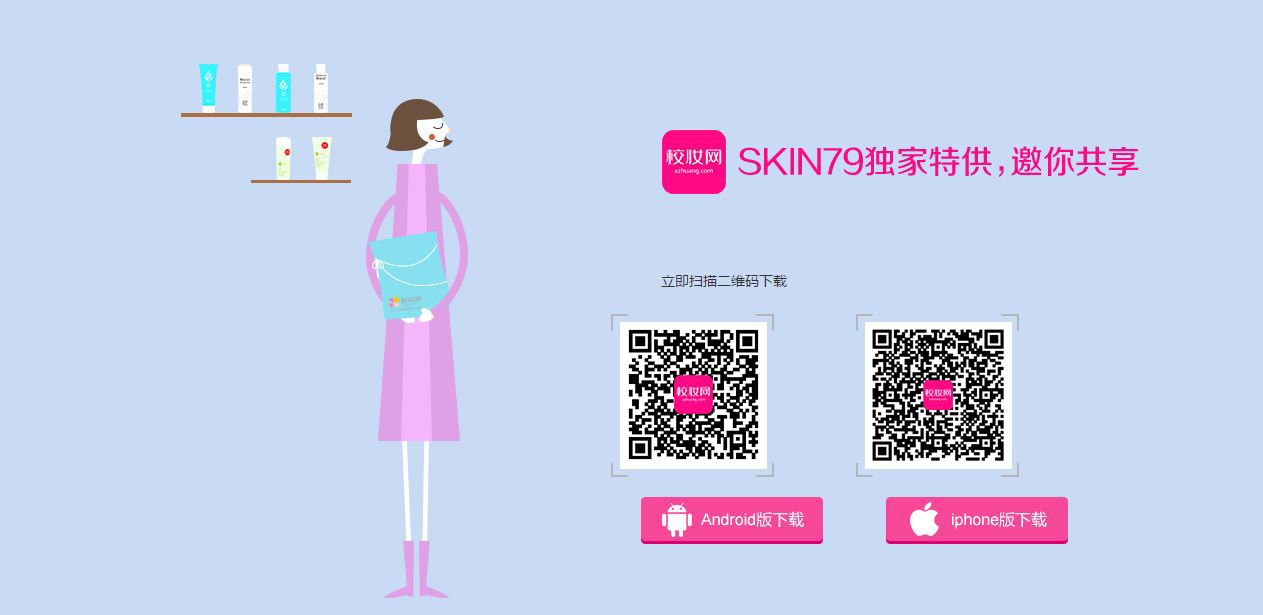 校妆网
xzhuang.com
SKIN79独家特供，邀你共享
立即扫描二维码下载
校妆网
校妆网
Android版下载
iphone版下载